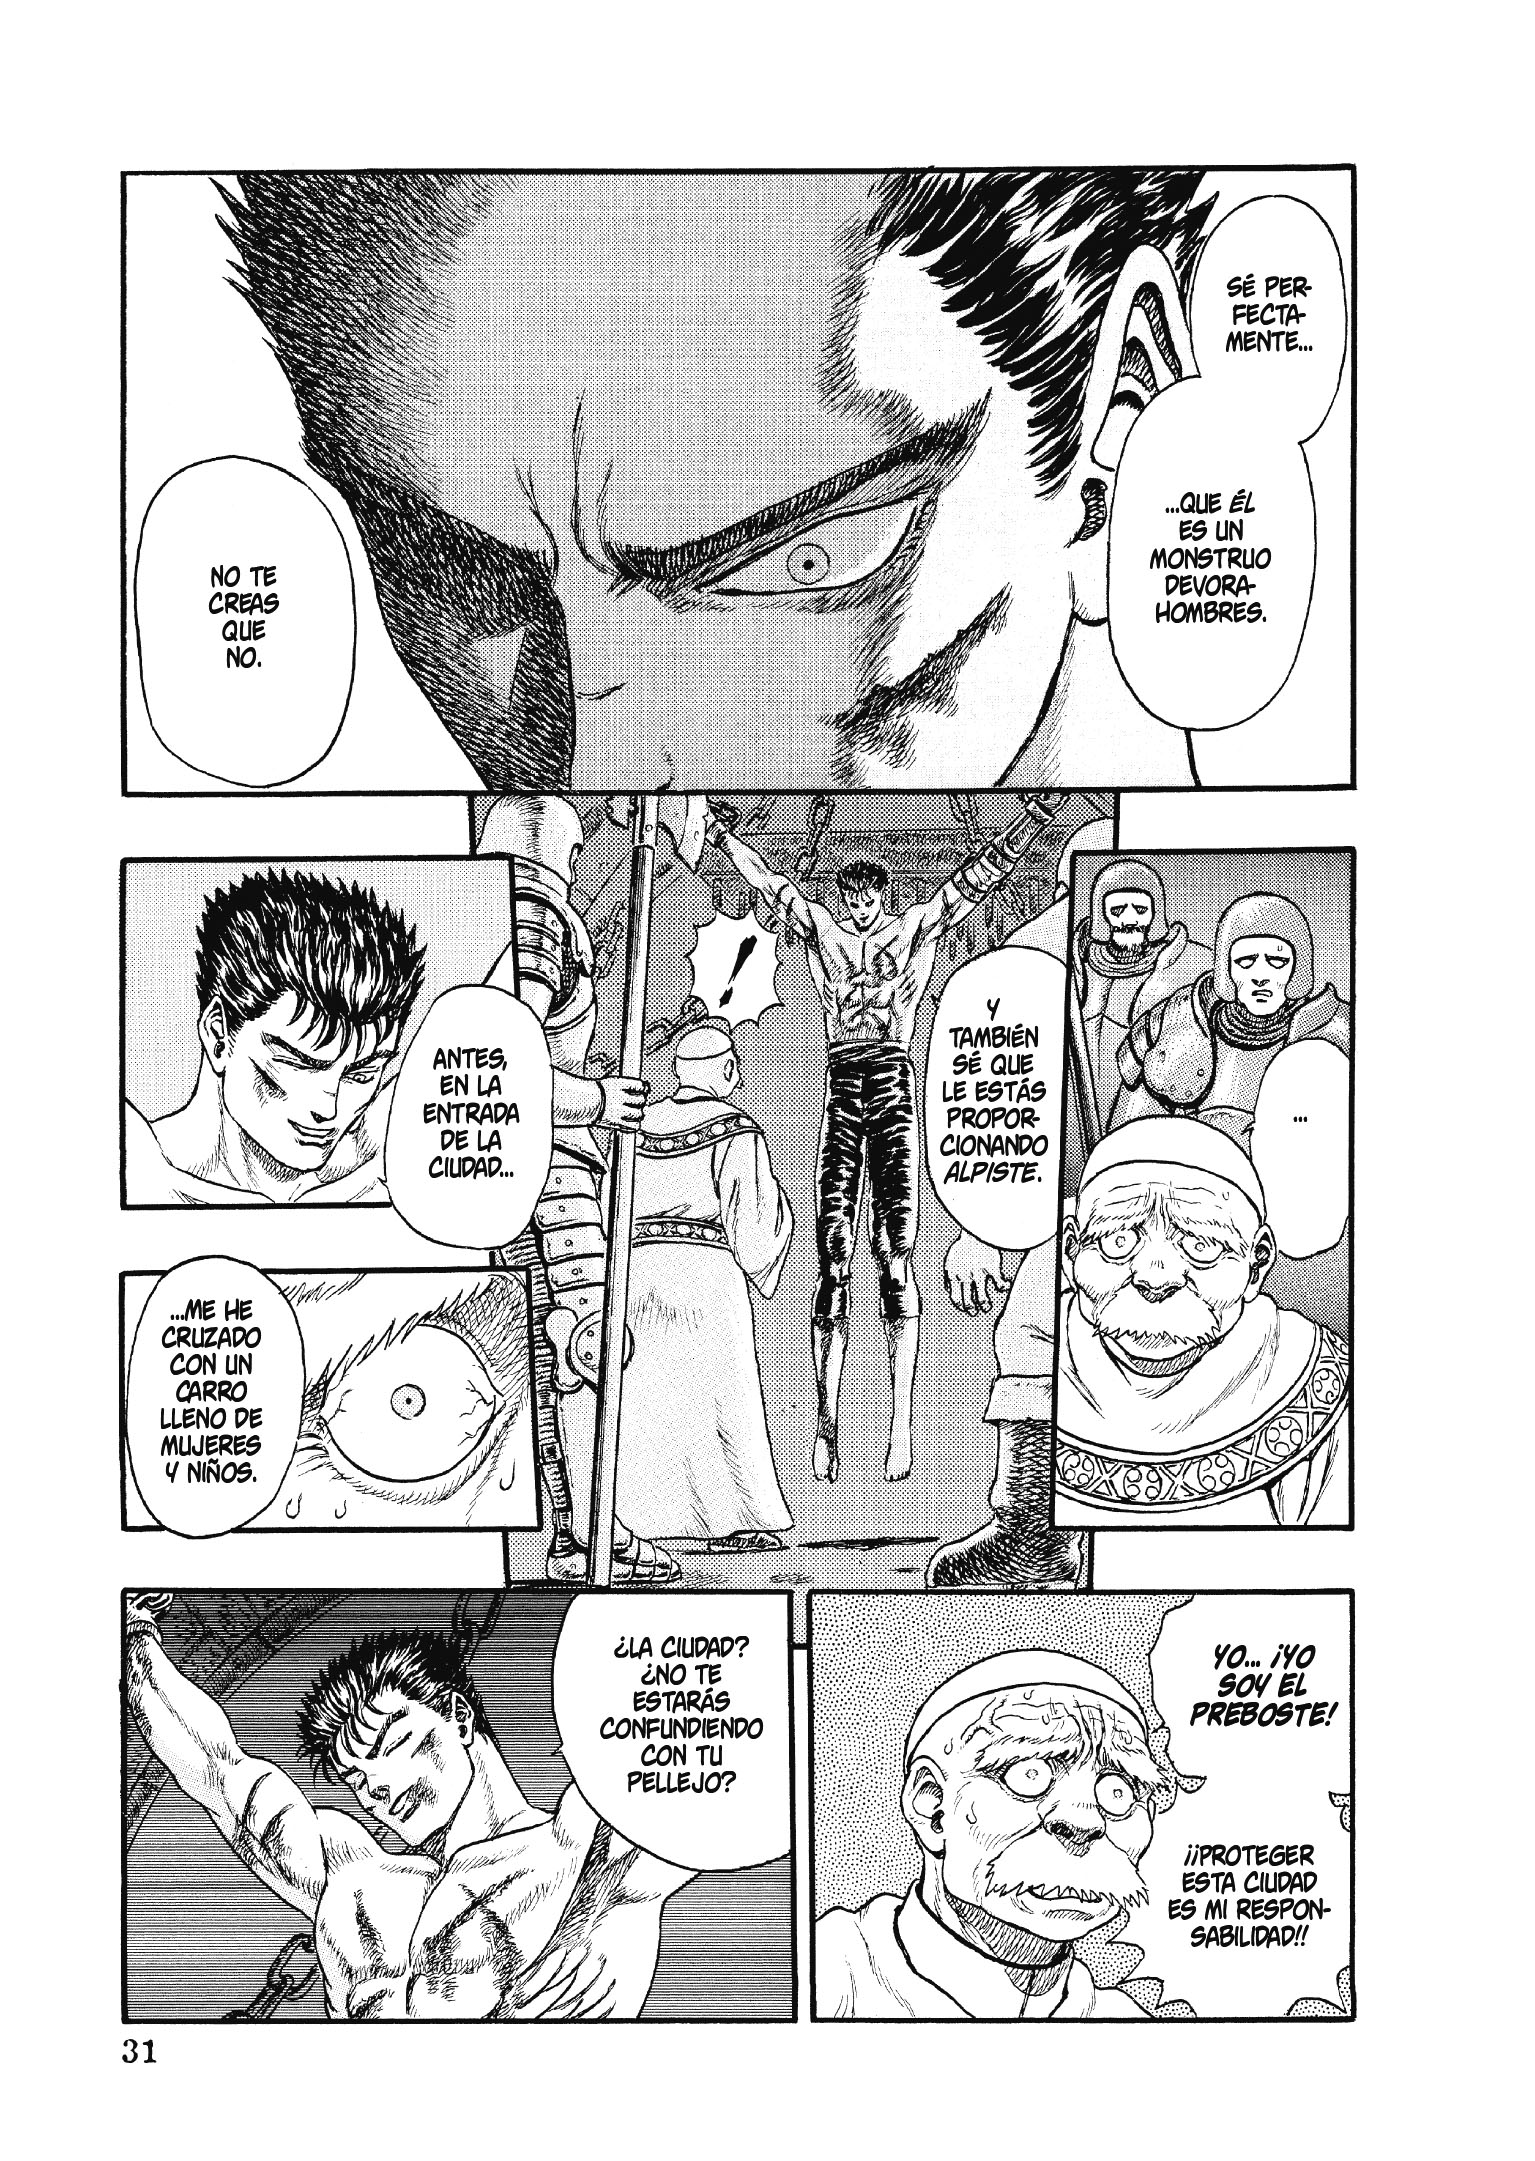 SÉ PER-
FECTA-
MENTE...
...QUE ÉL
ES UN
MONSTRUO
DEVORA-
HOMBRES.
NO TE
CREAS
QUE
NO.
...
Y
TAMBIÉN
SÉ QUE
LE ESTÁS
PROPOR-
CIONANDO
ALPISTE.
!
ANTES,
EN LA
ENTRADA
DE LA
CIUDAD...
...ME HE
CRUZADO
CON UN
CARRO
LLENO DE
MUJERES
Y NIÑOS.
YO... ¡YO
SOY EL
PREBOSTE!
¡¡PROTEGER
ESTA CIUDAD
ES MI RESPON-
SABILIDAD!!
¿LA CIUDAD?
¿NO TE
ESTARÁS
CONFUNDIENDO
CON TU
PELLEJO?
31